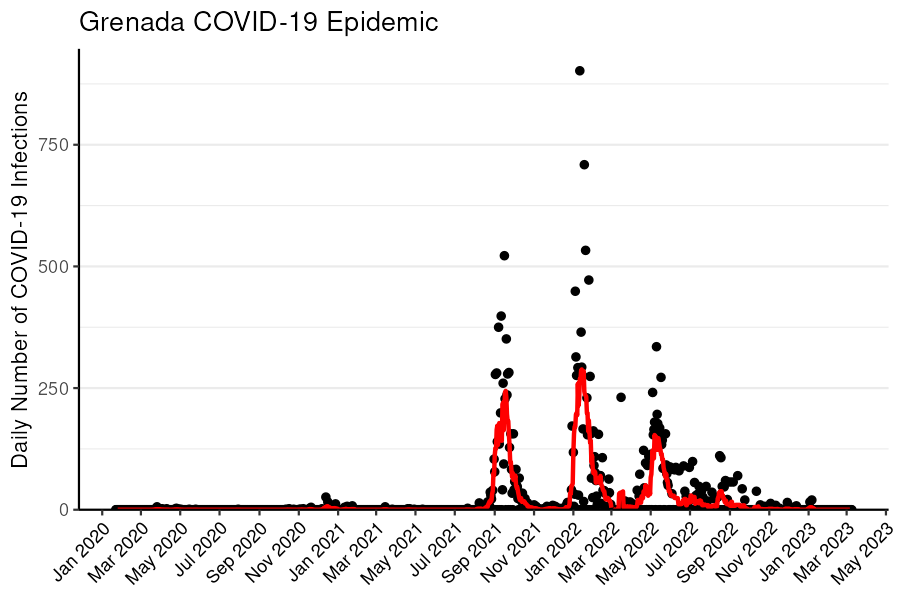 Grenada COVID-19 Epidemic
Daily Number of COVID-19 Infections
750
500
250
0
Jan 2020
Mar 2020
May 2020
Jul 2020
Sep 2020
Nov 2020
Jan 2021
Mar 2021
May 2021
Jul 2021
Sep 2021
Nov 2021
Jan 2022
Mar 2022
May 2022
Jul 2022
Sep 2022
Nov 2022
Jan 2023
Mar 2023
May 2023